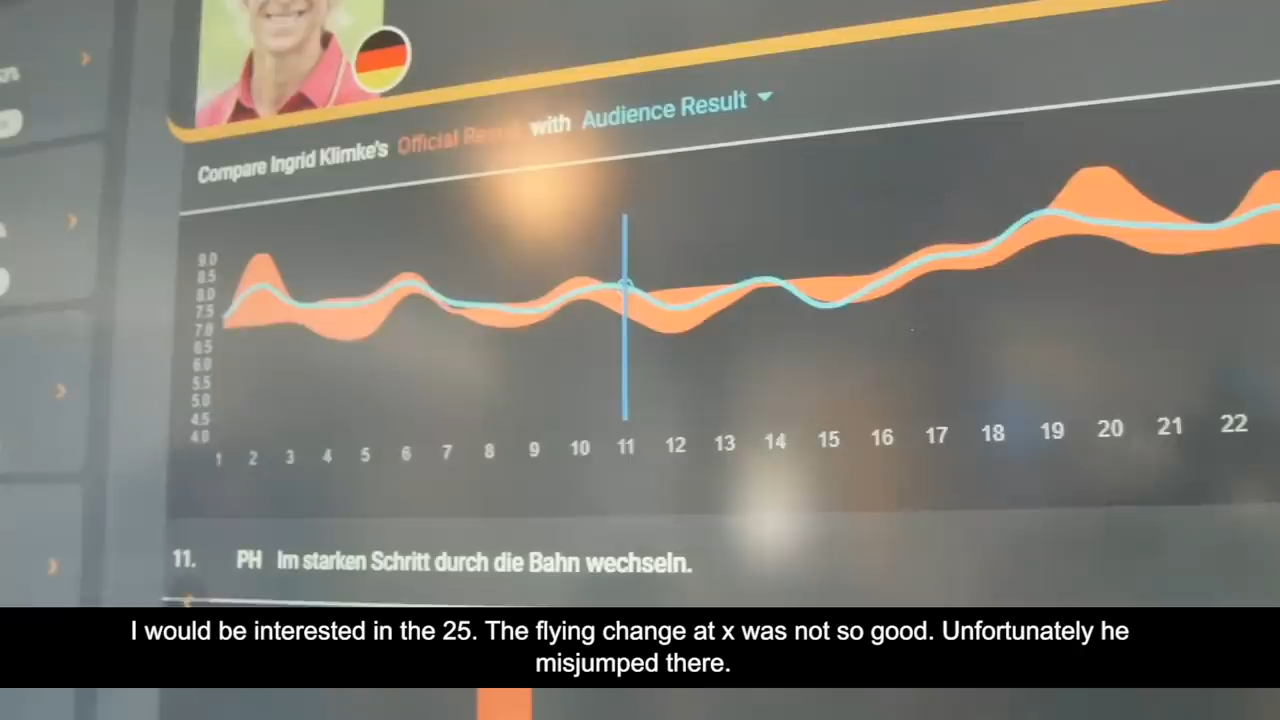 Compare Ingrid Klimke's Official with Audience Result
9.0
8.5
8.0
7.5
7.0
6.5
6.0
5.5
5.0
4.5
4.0
1 2 3 4 5 6 7 8 9 10 11 12 13 14 15 16 17 18 19 20 21 22
11. PH Im starken Schritt durch die Bahn wechseln.
I would be interested in the 25. The flying change at x was not so good. Unfortunately he
misjumped there.